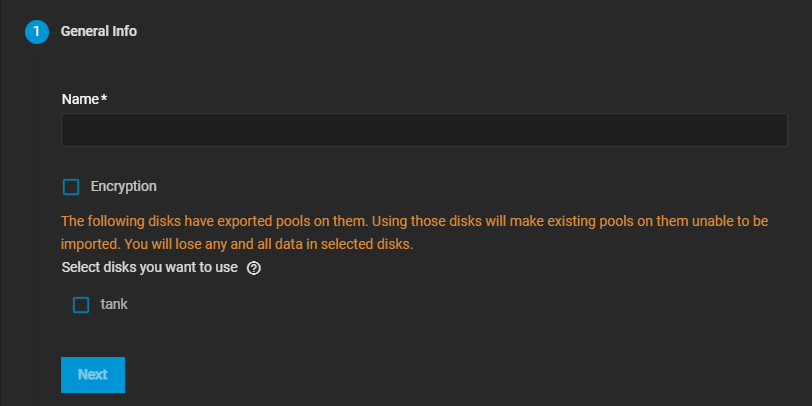 1 General Info
Name*
Encryption
The following disks have exported pools on them. Using those disks will make existing pools on them unable to be
imported. You will lose any and all data in selected disks.
Select disks you want to use ?
tank
Next